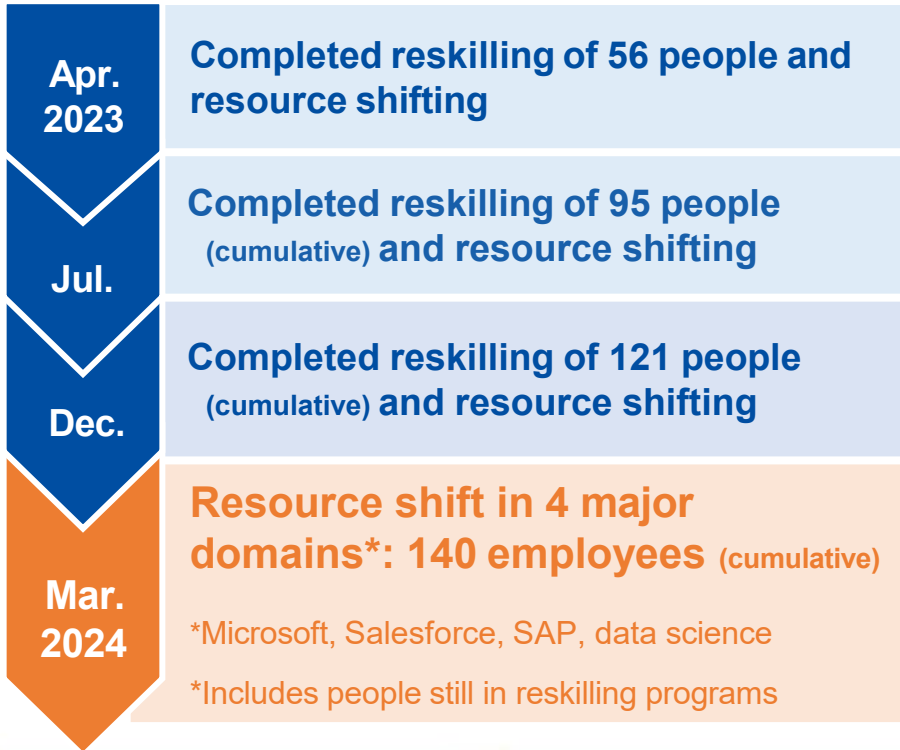 Apr.
2023
Completed reskilling of 56 people and
resource shifting
Jul.
Completed reskilling of 95 people
(cumulative) and resource shifting
Dec.
Completed reskilling of 121 people
(cumulative) and resource shifting
Mar.
2024
Resource shift in 4 major
domains*: 140 employees (cumulative)
*Microsoft, Salesforce, SAP, data science
*Includes people still in reskilling programs